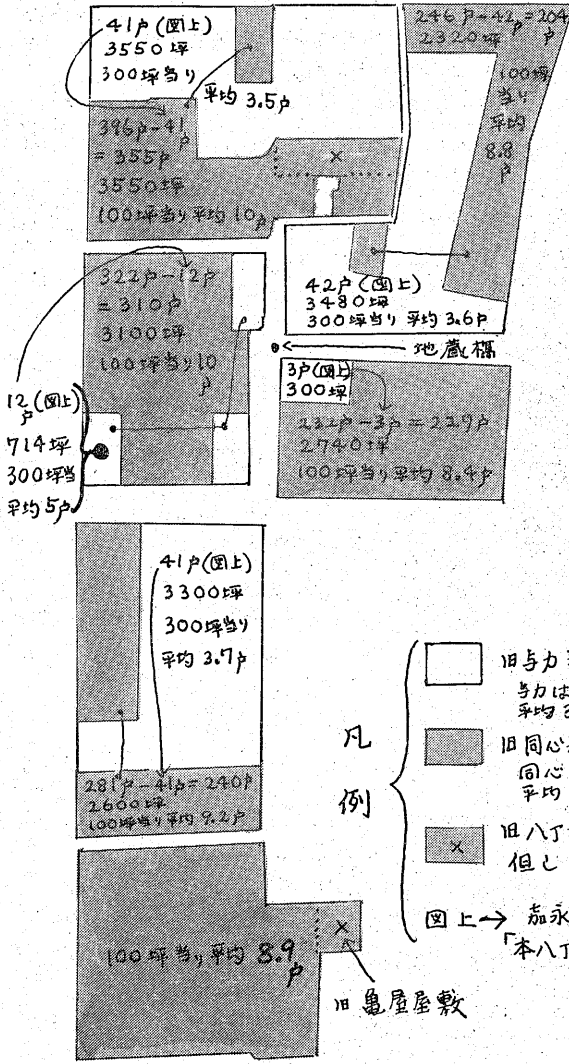 41戸(図上)
3550坪
300坪当り
平均 3.5戸
396戸-41戸
=355戸
3550坪
100坪当り平均10戸
246戸-42戸=204戸
2320坪
100坪
当り
平均
8.8戸
322戸-12戸
=310戸
3100坪
100坪当り10戸
42戸(図上)
3480坪
300坪当り 平均 3.6戸
地蔵橋
12戸(図上)
714坪
300坪当
平均5戸
3戸(図上)
300坪
232戸-3戸=229戸
2740坪
100坪当り平均 8.4戸
41戸(図上)
3300坪
300坪当り
平均 3.7戸
281戸-41戸=240戸
2600坪
100坪当り平均9.2戸
100坪当り平均 8.9戸
×
旧亀屋屋敷
凡例
旧与力
与力は
平均 3
旧同心
同心
平均
×
旧八丁
但し
図上→ 嘉永
「本八丁